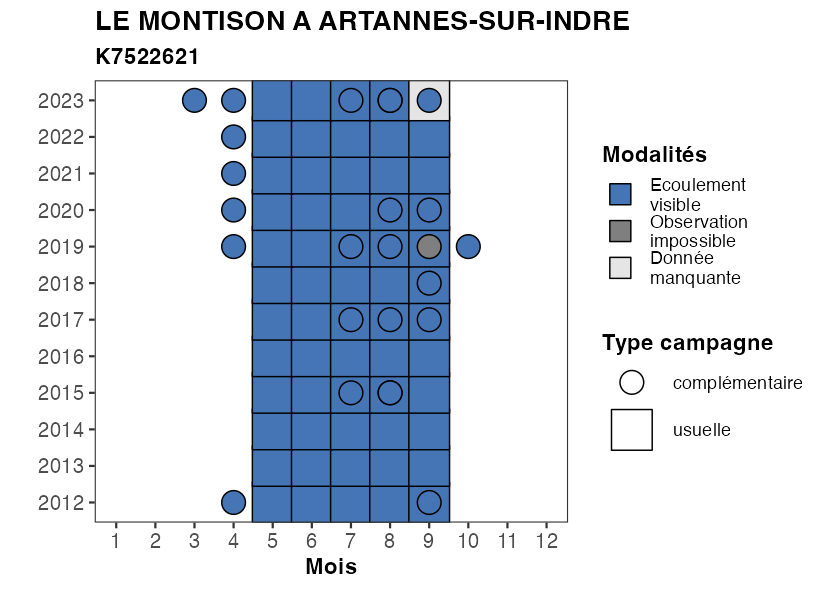 LE MONTISON A ARTANNES-SUR-INDRE
K7522621
2023
2022
2021
2020
2019
2018
2017
2016
2015
2014
2013
2012
1 2 3 4 5 6 7 8 9 10 11 12
Mois
Modalités
Ecoulement
visible
Observation
impossible
Donnée
manquante
Type campagne
complémentaire
usuelle